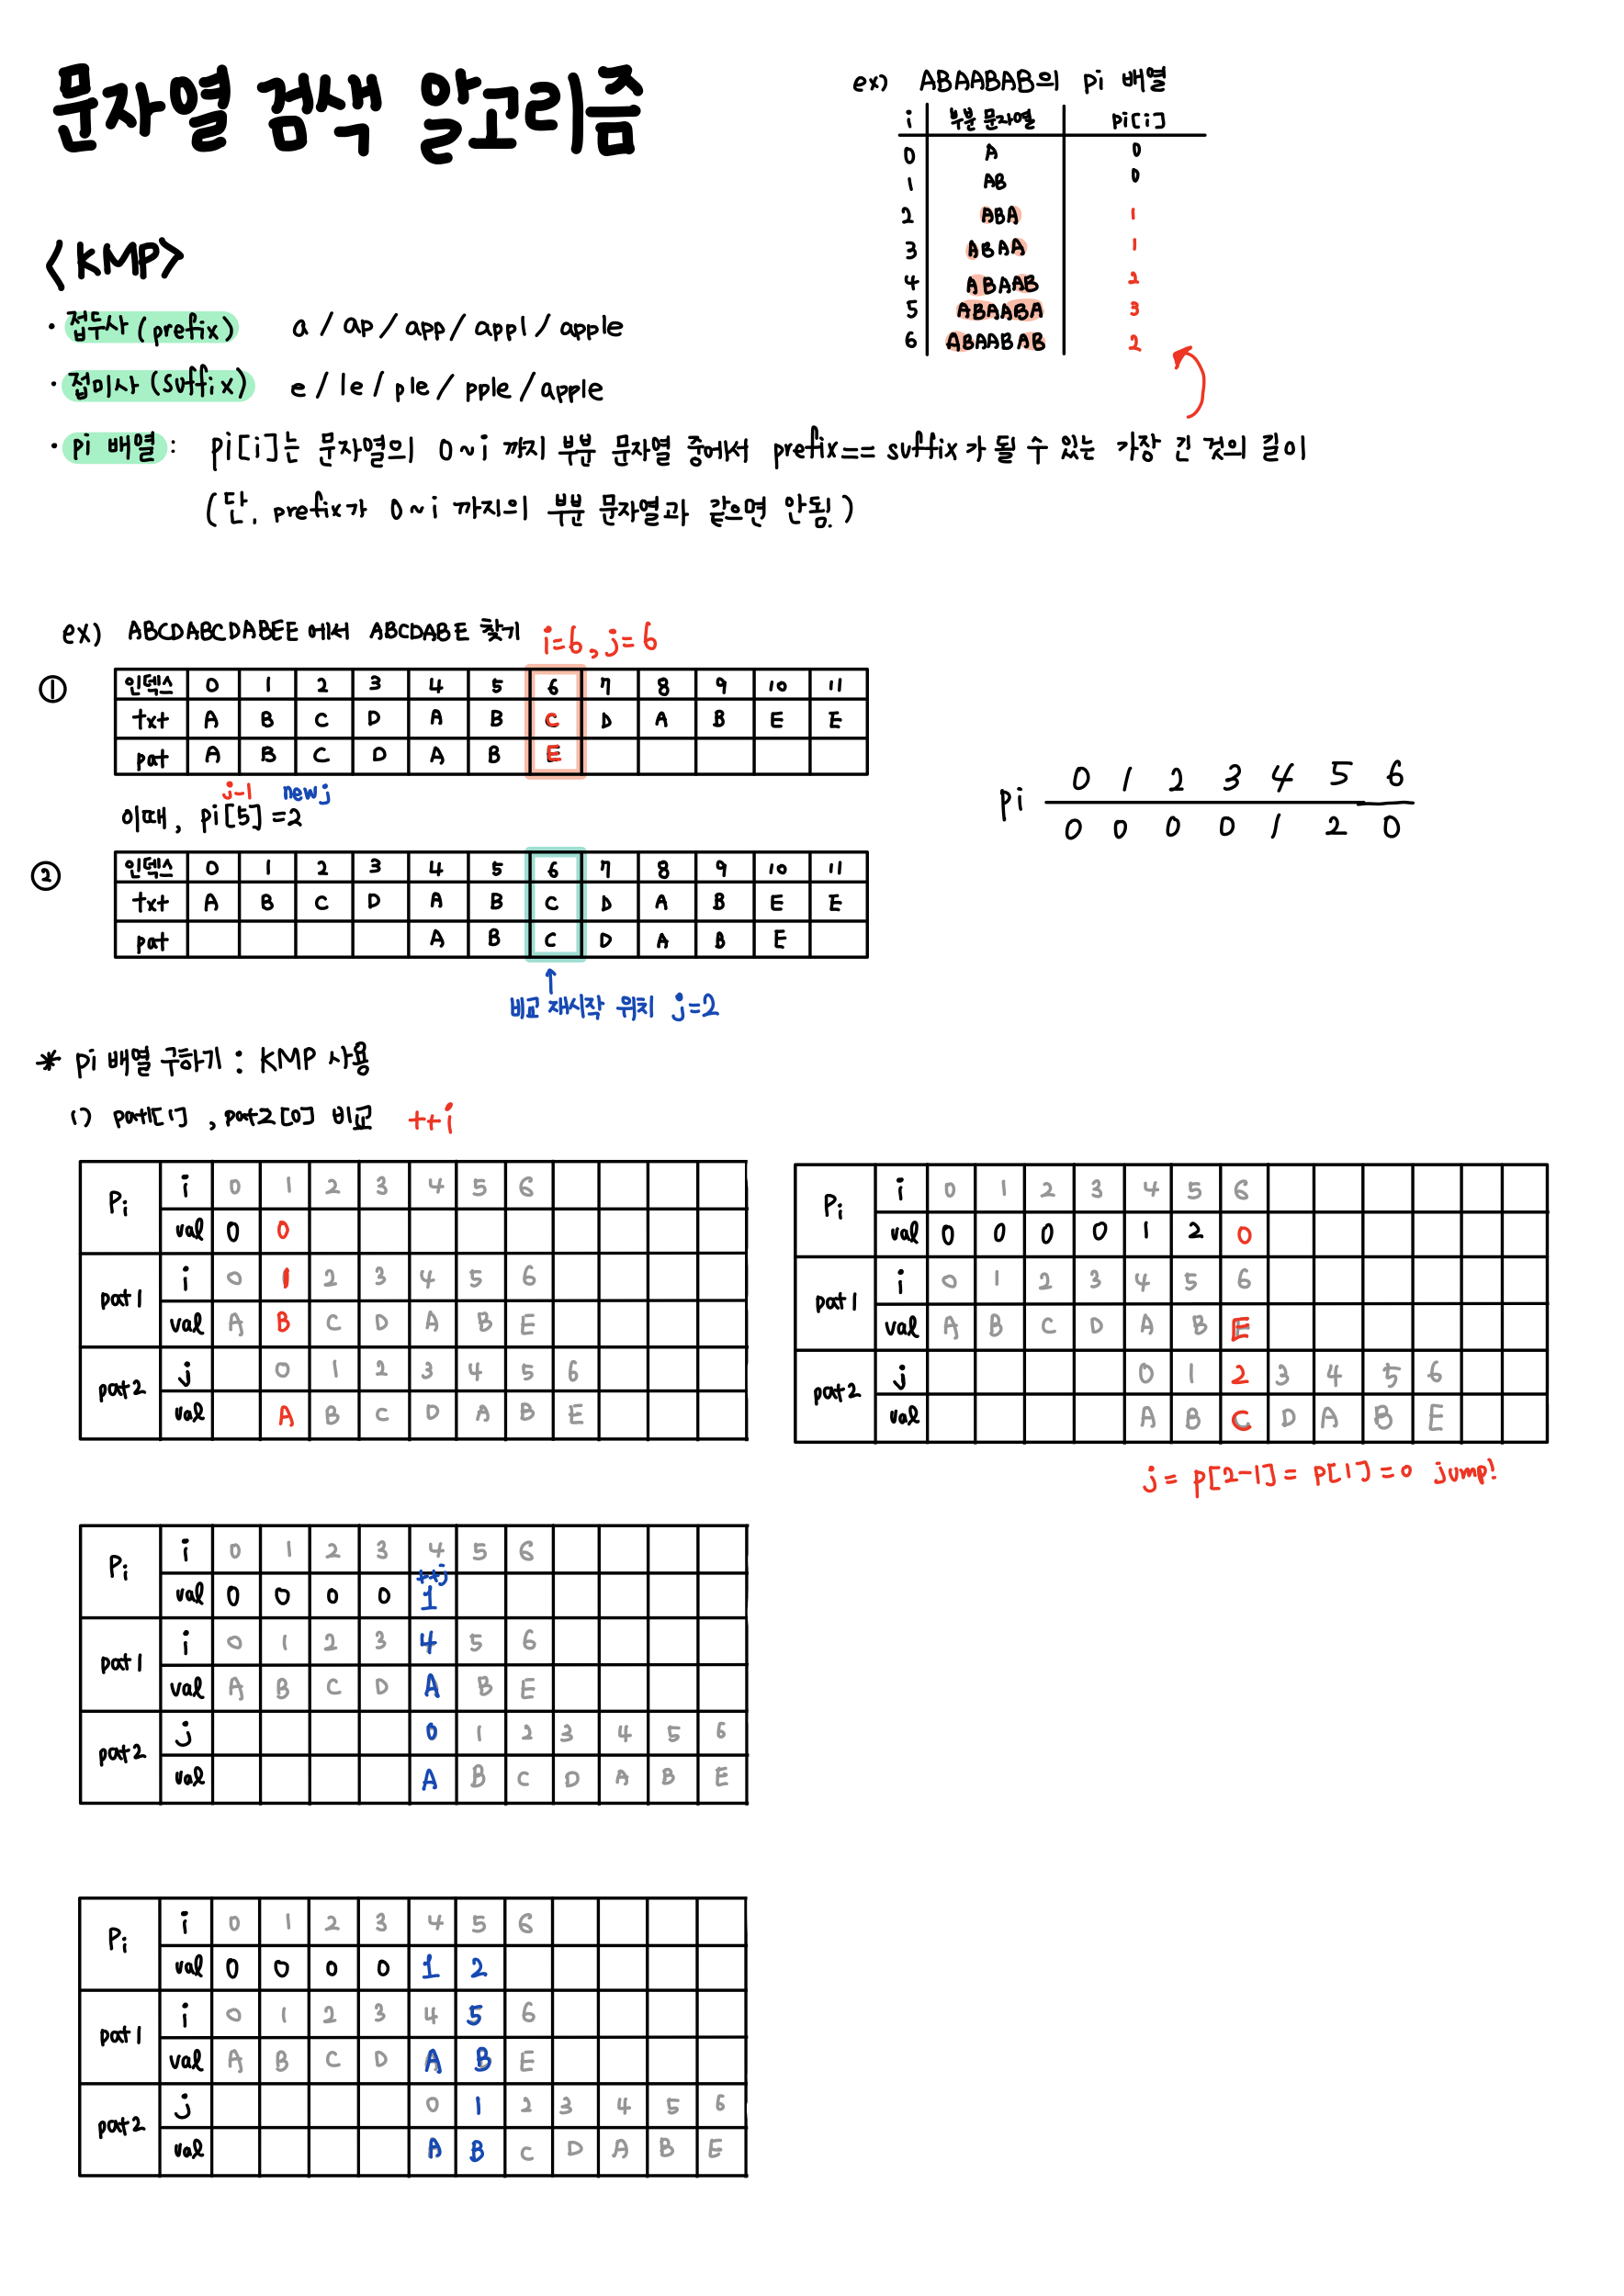 문자열 검색 알고리즘
ex) ABAABAB의 pi 배열
i 부분 문자열 pi[i]
0 A 0
1 AB 0
2 ABA 1
3 ABAA 1
4 ABAAB 2
5 ABAABA 3
6 ABAABAB 2
<KMP>
· 접두사 (prefix) a / ap / app / appl / apple
· 접미사 (suffix) e / le / ple / pple / apple
· pi 배열 : pi[i]는 문자열의 0~i 까지 부분 문자열 중에서 prefix== suffix가 될 수 있는 가장 긴 것의 길이
(단, prefix가 0~i 까지의 부분 문자열과 같으면 안됨.)
ex) ABCDABCDABEE 에서 ABCDABE 찾기 i=6, j=6
①
인덱스 0 1 2 3 4 5 6 7 8 9 10 11
txt A B C D A B C D A B E E
pat A B C D A B E
j-1 new j
이때, pi[5] =2
pi 0 1 2 3 4 5 6
0 0 0 0 1 2 0
②
인덱스 0 1 2 3 4 5 6 7 8 9 10 11
txt A B C D A B C D A B E E
pat A B C D A B E
↑
비교 재시작 위치 j=2
* pi 배열 구하기 : KMP 사용
1) pat1[1] , pat2[0] 비교 ++i
Pi i 0 1 2 3 4 5 6
val 0 0
pat1 i 0 1 2 3 4 5 6
val A B C D A B E
pat2 j 0 1 2 3 4 5 6
val A B C D A B E
Pi i 0 1 2 3 4 5 6
val 0 0 0 0 1 2 0
pat1 i 0 1 2 3 4 5 6
val A B C D A B E
pat2 j 0 1 2 3 4 5 6
val A B C D A B E
j = p[2-1] = p[1] = 0 jump!
Pi i 0 1 2 3 4 5 6
++j
val 0 0 0 0 1
pat1 i 0 1 2 3 4 5 6
val A B C D A B E
pat2 j 0 1 2 3 4 5 6
val A B C D A B E
Pi i 0 1 2 3 4 5 6
val 0 0 0 0 1 2
pat1 i 0 1 2 3 4 5 6
val A B C D A B E
pat2 j 0 1 2 3 4 5 6
val A B C D A B E